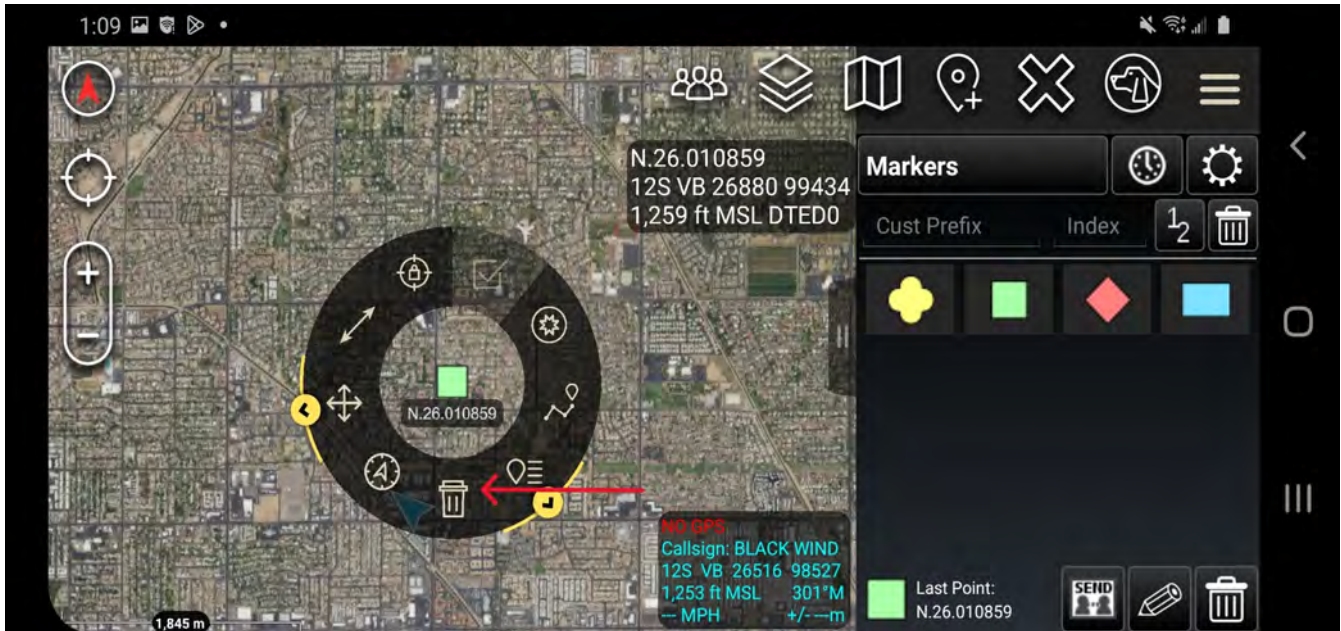 1:09
N.26.010859
12S VB 26880 99434
1,259 ft MSL DTED0
Markers
Cust Prefix Index 1 2
N.26.010859
NO GPS
Callsign: BLACK WIND
12S VB 26516 98527
1,253 ft MSL 301°M
--- MPH +/- ---m
Last Point:
N.26.010859
SEND
1,845 m